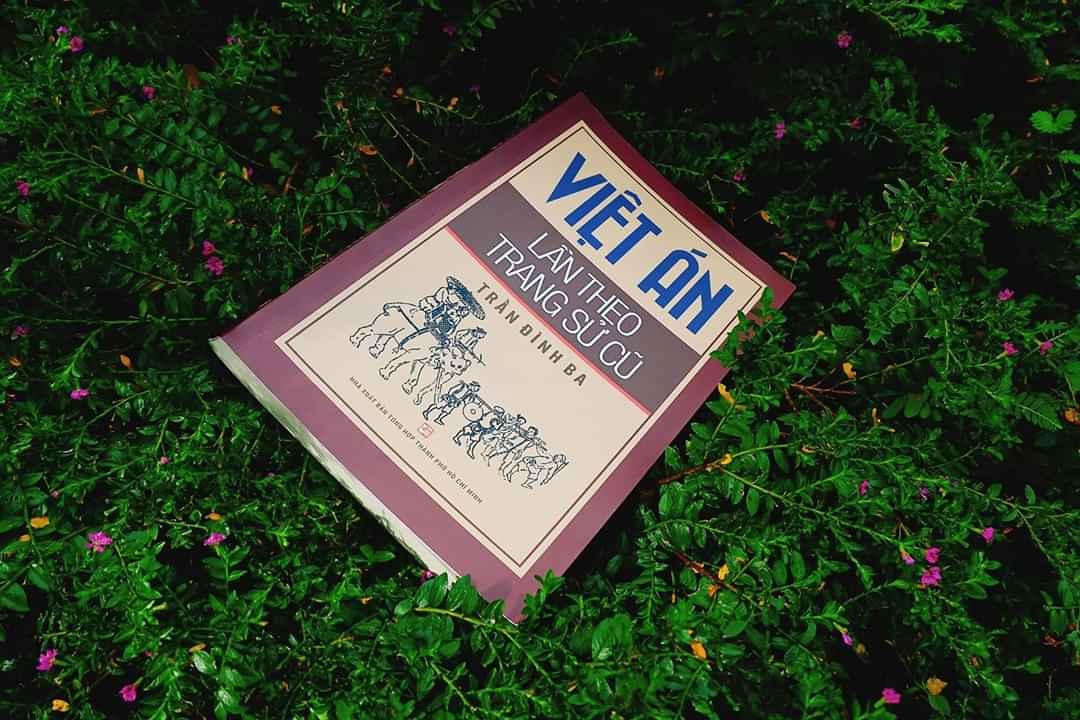 VIỆT ÁN
LẦN THEO
TRANG SỬ CŨ
TRẦN ĐÌNH BA
NHÀ XUẤT BẢN TỔNG HỢP THÀNH PHỐ HỒ CHÍ MINH